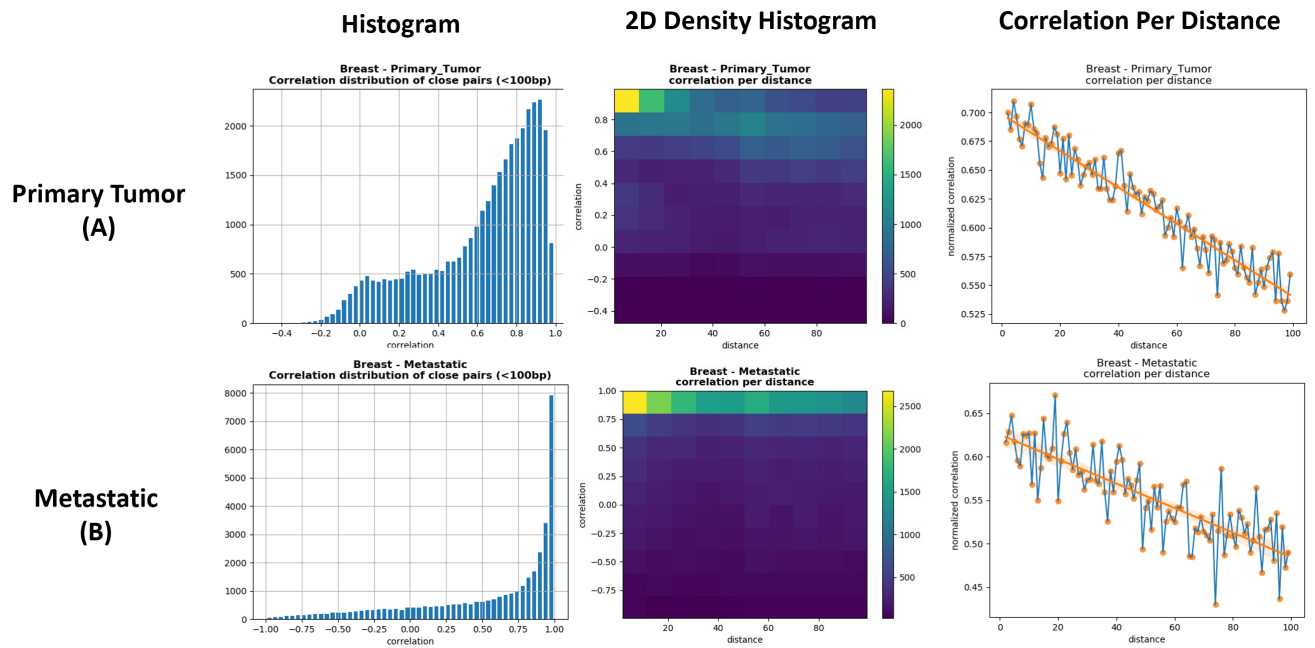 Histogram
2D Density Histogram
Correlation Per Distance
Primary Tumor
(A)
Breast - Primary_Tumor
Correlation distribution of close pairs (<100bp)
2000
1500
1000
500
0
−0.4 −0.2 0.0 0.2 0.4 0.6 0.8 1.0
correlation
Breast - Primary_Tumor
correlation per distance
correlation
0.8
0.6
0.4
0.2
0.0
−0.2
−0.4
20 40 60 80
distance
2000
1500
1000
500
0
Breast - Primary_Tumor
correlation per distance
normalized correlation
0.700
0.675
0.650
0.625
0.600
0.575
0.550
0.525
0 20 40 60 80 100
distance
Metastatic
(B)
Breast - Metastatic
Correlation distribution of close pairs (<100bp)
8000
7000
6000
5000
4000
3000
2000
1000
0
−1.00 −0.75 −0.50 −0.25 0.00 0.25 0.50 0.75 1.00
correlation
Breast - Metastatic
correlation per distance
correlation
1.00
0.75
0.50
0.25
0.00
−0.25
−0.50
−0.75
20 40 60 80
distance
2500
2000
1500
1000
500
Breast - Metastatic
correlation per distance
normalized correlation
0.65
0.60
0.55
0.50
0.45
0 20 40 60 80 100
distance